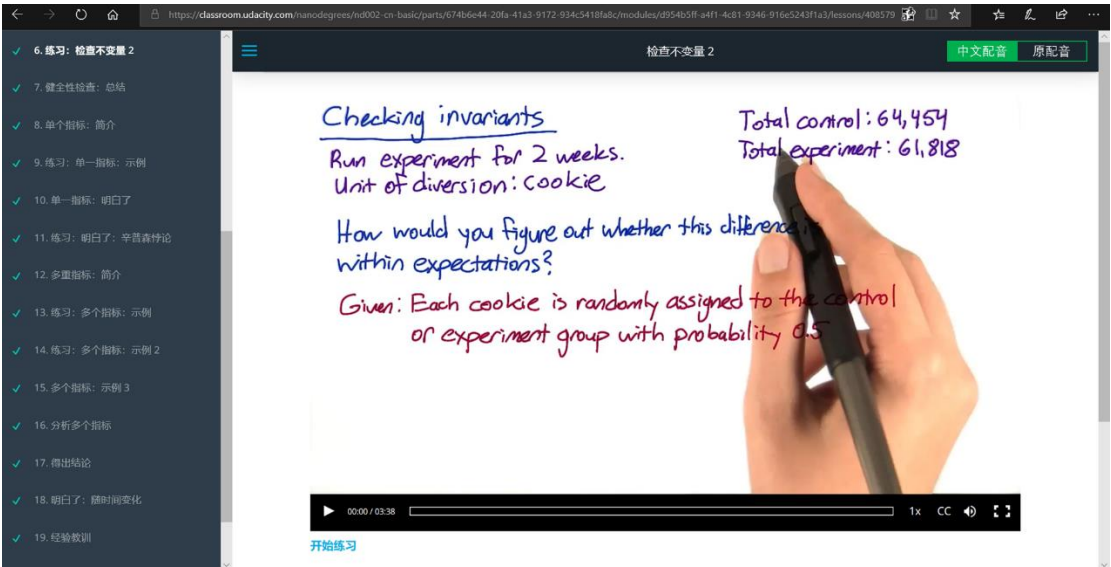 https://classroom.udacity.com/nanodegrees/nd002-cn-basic/parts/674b6e44-20fa-41a3-9172-934c5418fa8c/modules/d954b5ff-a4f1-4c81-9346-916e5243f1a3/lessons/408579
6. 练习：检查不变量 2
7. 健全性检查：总结
8. 单个指标：简介
9. 练习：单一指标：示例
10. 单一指标：明白了
11. 练习：明白了：辛普森悖论
12. 多重指标：简介
13. 练习：多个指标：示例
14. 练习：多个指标：示例 2
15. 多个指标：示例 3
16. 分析多个指标
17. 得出结论
18. 明白了：随时间变化
19. 经验教训
检查不变量 2
中文配音 原配音
Checking invariants
Total control: 64,454
Total experiment: 61,818
Run experiment for 2 weeks.
Unit of diversion: cookie
How would you figure out whether this difference is
within expectations?
Given: Each cookie is randomly assigned to the control
or experiment group with probability 0.5
00:00 / 03:38 1x CC
开始练习